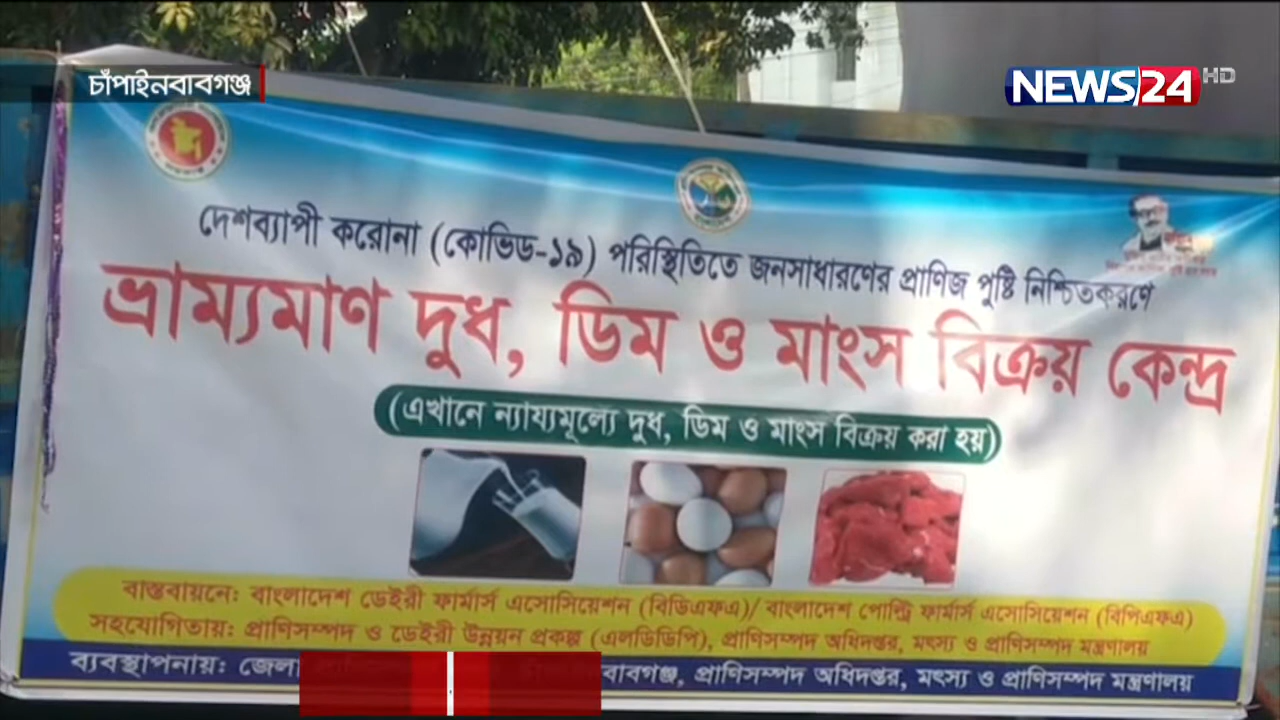 চাঁপাইনবাবগঞ্জ
NEWS24 HD
দেশব্যাপী করোনা (কোভিড-১৯) পরিস্থিতিতে জনসাধারণের প্রাণিজ পুষ্টি নিশ্চিতকরণে
ভ্রাম্যমাণ দুধ, ডিম ও মাংস বিক্রয় কেন্দ্র
(এখানে ন্যায্যমূল্যে দুধ, ডিম ও মাংস বিক্রয় করা হয়)
বাস্তবায়নে: বাংলাদেশ ডেইরী ফার্মার্স এসোসিয়েশন (বিডিএফএ)/ বাংলাদেশ পোল্ট্রি ফার্মার্স এসোসিয়েশন (বিপিএফএ)
সহযোগিতায়: প্রাণিসম্পদ ও ডেইরী উন্নয়ন প্রকল্প (এলডিডিপি), প্রাণিসম্পদ অধিদপ্তর, মৎস্য ও প্রাণিসম্পদ মন্ত্রণালয়
ব্যবস্থাপনায়: জেলা বাবগঞ্জ, প্রাণিসম্পদ অধিদপ্তর, মৎস্য ও প্রাণিসম্পদ মন্ত্রণালয়